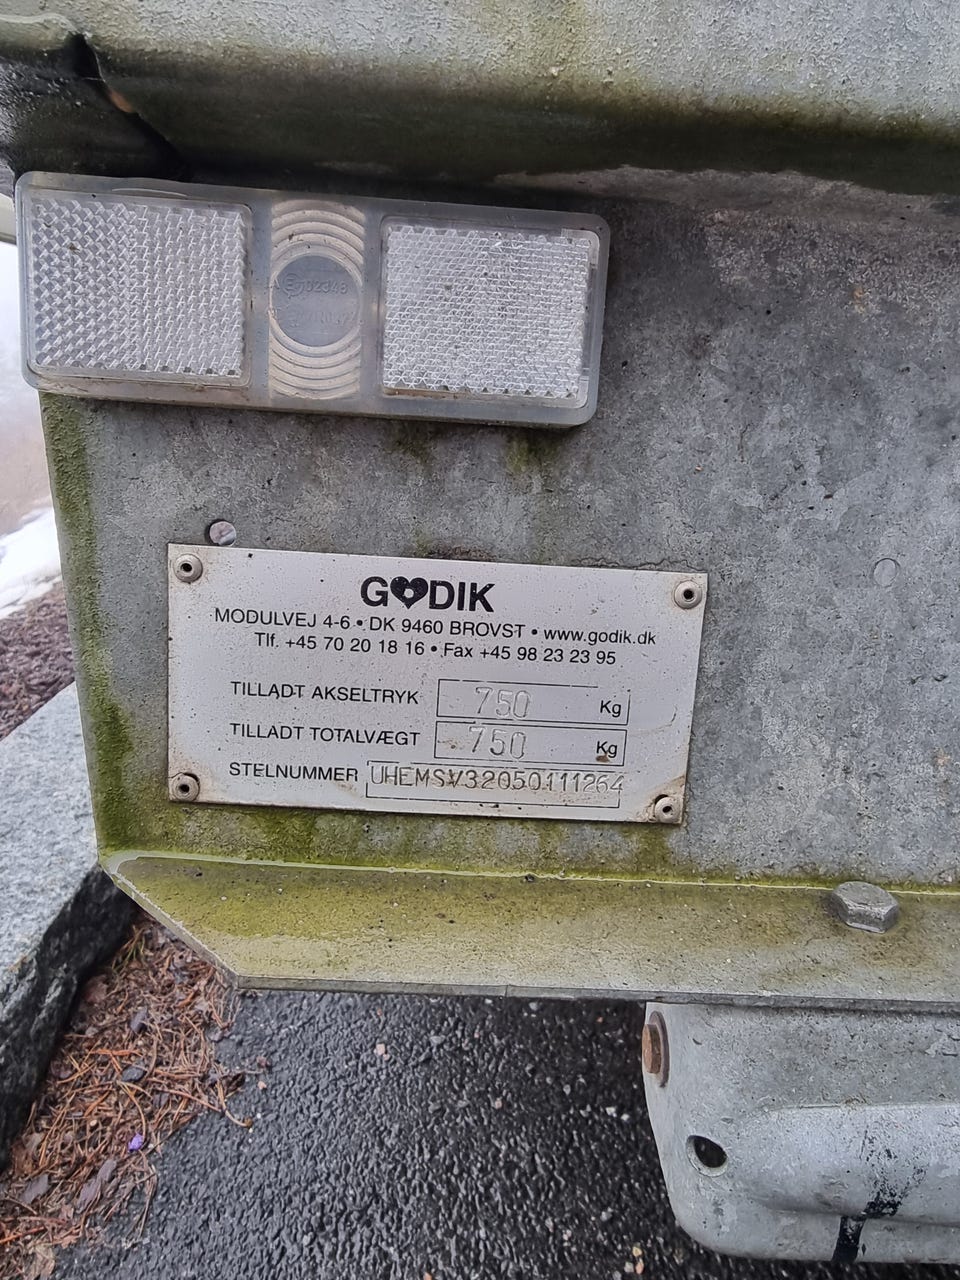 02348
GODIK
MODULVEJ 4-6 • DK 9460 BROVST • www.godik.dk
Tlf. +45 70 20 18 16 • Fax +45 98 23 23 95
TILLADT AKSELTRYK 750 Kg
TILLADT TOTALVÆGT 750 Kg
STELNUMMER UHEMSV32050111264